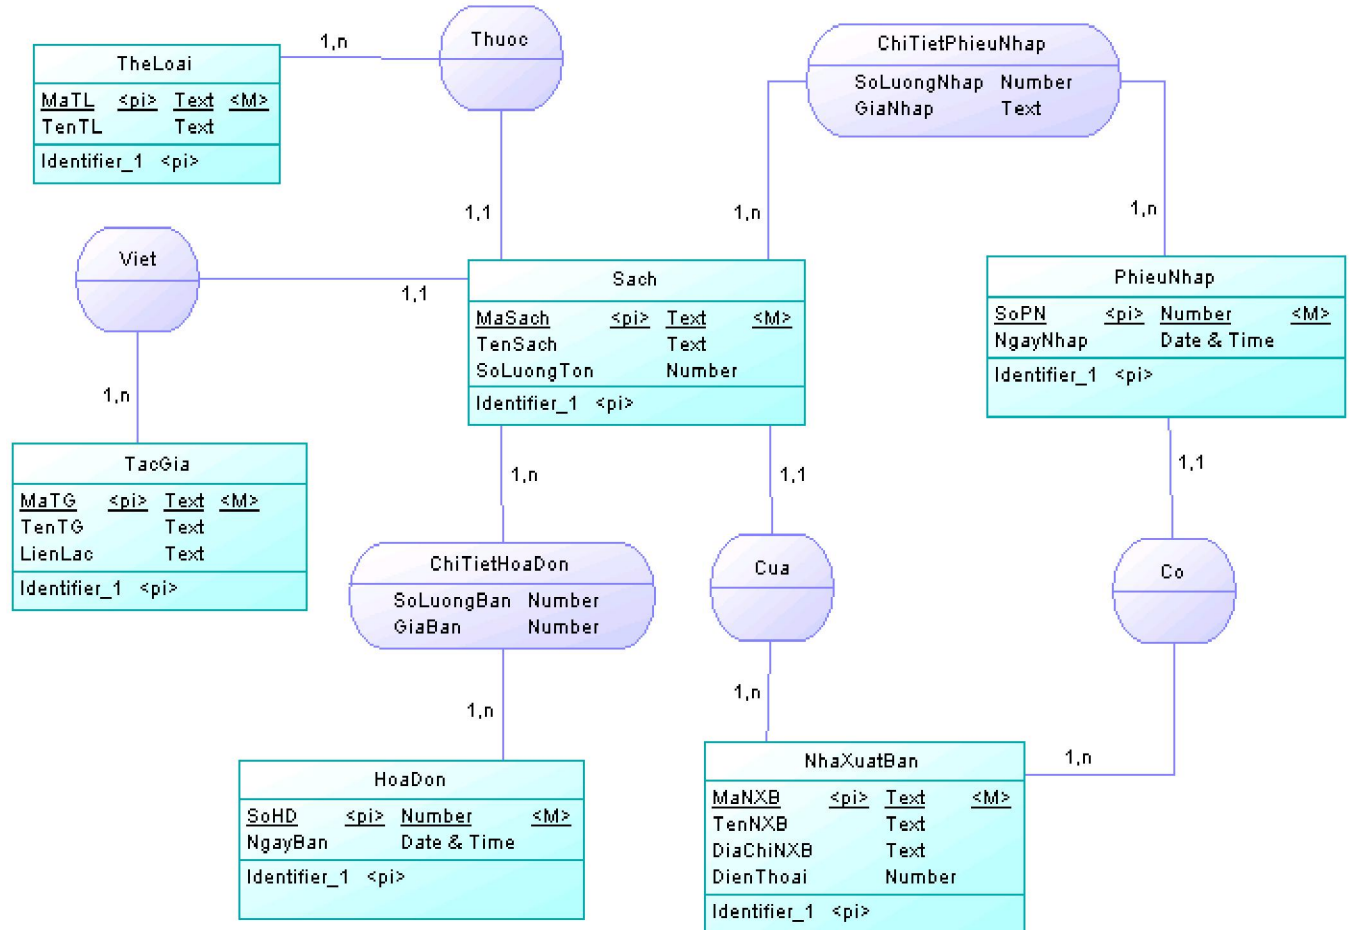 Thuoc
1,n
TheLoai
MaTL <pi> Text <M>
TenTL Text
Identifier_1 <pi>
1,1
ChiTietPhieuNhap
SoLuongNhap Number
GiaNhap Text
1,n
1,n
Viet
1,1
1,n
Sach
MaSach <pi> Text <M>
TenSach Text
SoLuongTon Number
Identifier_1 <pi>
PhieuNhap
SoPN <pi> Number <M>
NgayNhap Date & Time
Identifier_1 <pi>
TacGia
MaTG <pi> Text <M>
TenTG Text
LienLac Text
Identifier_1 <pi>
1,n
1,1
1,1
ChiTietHoaDon
SoLuongBan Number
GiaBan Number
Cua
Co
1,n
1,n
1,n
HoaDon
SoHD <pi> Number <M>
NgayBan Date & Time
Identifier_1 <pi>
NhaXuatBan
MaNXB <pi> Text <M>
TenNXB Text
DiaChiNXB Text
DienThoai Number
Identifier_1 <pi>